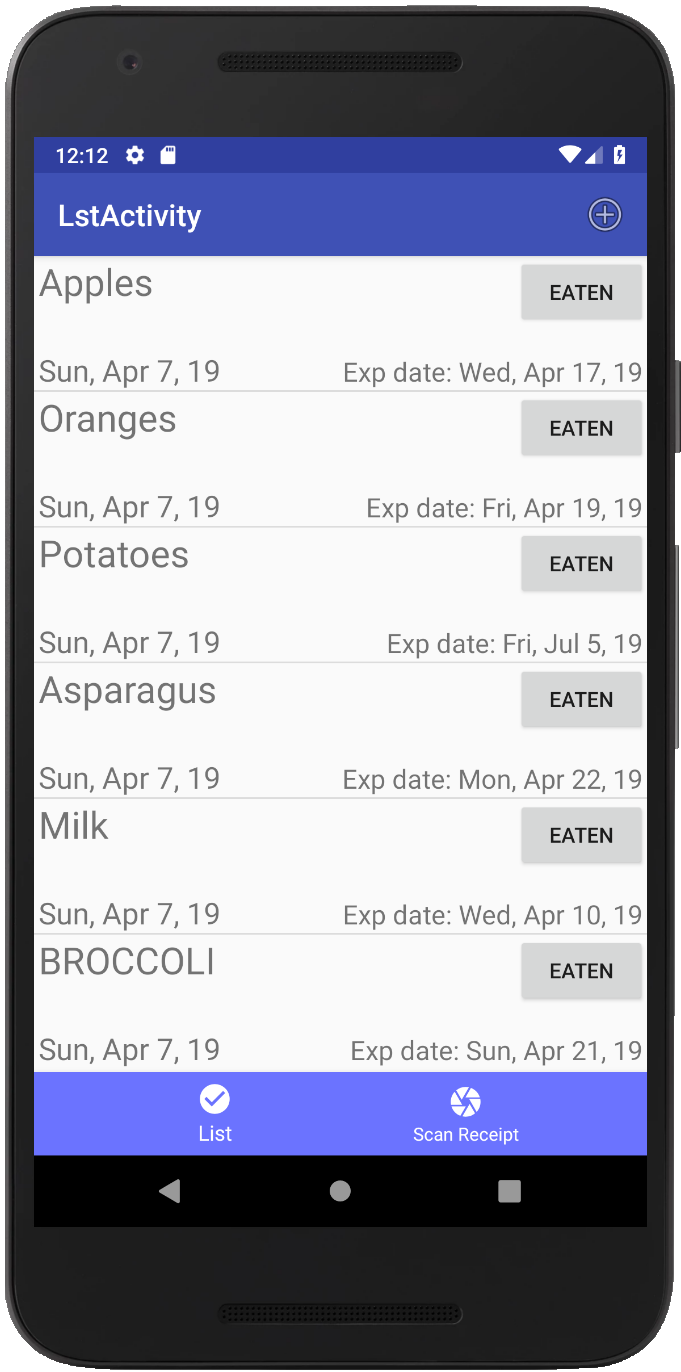 12:12
LstActivity
Apples
EATEN
Sun, Apr 7, 19 Exp date: Wed, Apr 17, 19
Oranges
EATEN
Sun, Apr 7, 19 Exp date: Fri, Apr 19, 19
Potatoes
EATEN
Sun, Apr 7, 19 Exp date: Fri, Jul 5, 19
Asparagus
EATEN
Sun, Apr 7, 19 Exp date: Mon, Apr 22, 19
Milk
EATEN
Sun, Apr 7, 19 Exp date: Wed, Apr 10, 19
BROCCOLI
EATEN
Sun, Apr 7, 19 Exp date: Sun, Apr 21, 19
List Scan Receipt